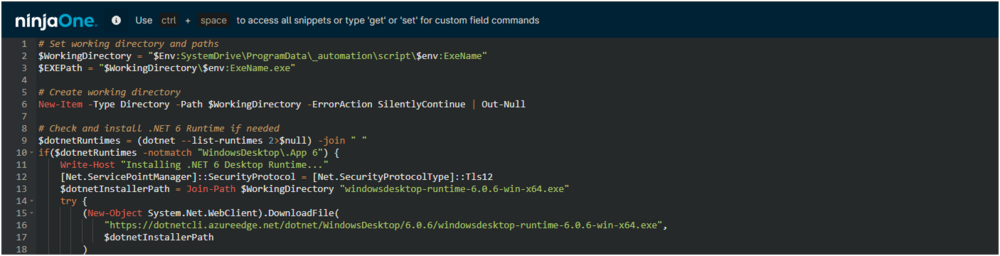 ninjaOne. Use ctrl + space to access all snippets or type 'get' or 'set' for custom field commands
1 # Set working directory and paths
2 $WorkingDirectory = "$Env:SystemDrive\ProgramData\_automation\script\$env:ExeName"
3 $EXEPath = "$WorkingDirectory\$env:ExeName.exe"
4
5 # Create working directory
6 New-Item -Type Directory -Path $WorkingDirectory -ErrorAction SilentlyContinue | Out-Null
7
8 # Check and install .NET 6 Runtime if needed
9 $dotnetRuntimes = (dotnet --list-runtimes 2>$null) -join " "
10 if($dotnetRuntimes -notmatch "WindowsDesktop\.App 6") {
11 Write-Host "Installing .NET 6 Desktop Runtime..."
12 [Net.ServicePointManager]::SecurityProtocol = [Net.SecurityProtocolType]::Tls12
13 $dotnetInstallerPath = Join-Path $WorkingDirectory "windowsdesktop-runtime-6.0.6-win-x64.exe"
14 try {
15 (New-Object System.Net.WebClient).DownloadFile(
16 "https://dotnetcli.azureedge.net/dotnet/WindowsDesktop/6.0.6/windowsdesktop-runtime-6.0.6-win-x64.exe",
17 $dotnetInstallerPath
18 )